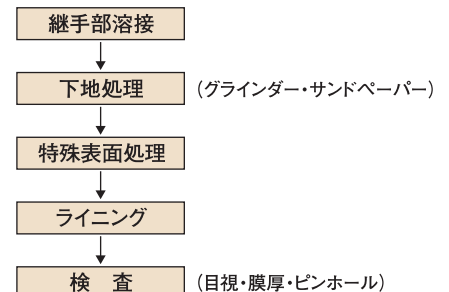 継手部溶接
下地処理 (グラインダー・サンドペーパー)
特殊表面処理
ライニング
検　査 (目視・膜厚・ピンホール)